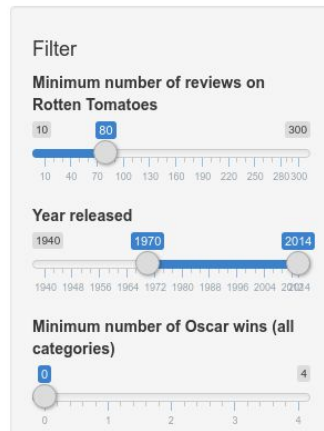 Filter
Minimum number of reviews on
Rotten Tomatoes
10 80 300
10 40 70 100 130 160 190 220 250 280 300
Year released
1940 1970 2014
1940 1948 1956 1964 1972 1980 1988 1996 2004 2012 2014
Minimum number of Oscar wins (all
categories)
0 4
0 1 2 3 4